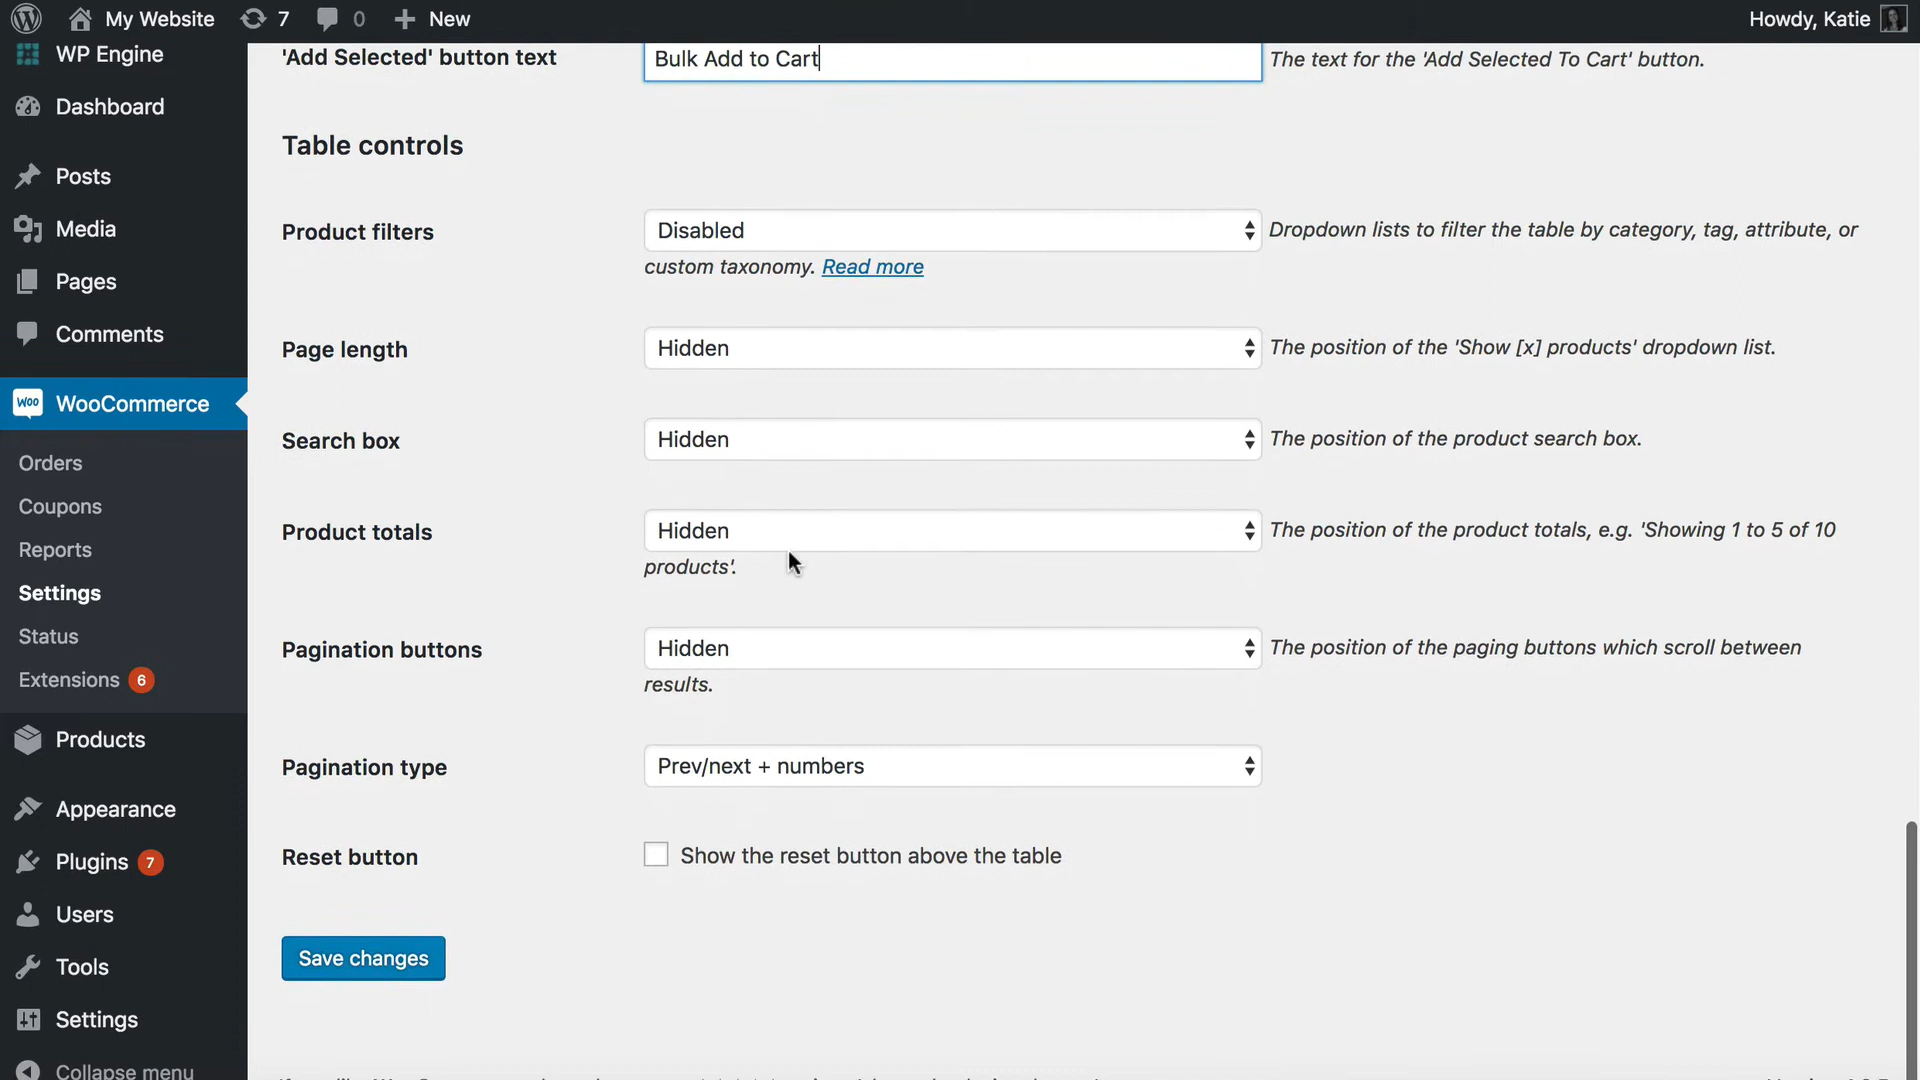 My Website 7 0 New Howdy, Katie
WP Engine
Dashboard
Posts
Media
Pages
Comments
WOO WooCommerce
Orders
Coupons
Reports
Settings
Status
Extensions 6
Products
Appearance
Plugins 7
Users
Tools
Settings
Collapse menu
'Add Selected' button text Bulk Add to Cart The text for the 'Add Selected To Cart' button.
Table controls
Product filters Disabled Dropdown lists to filter the table by category, tag, attribute, or
custom taxonomy. Read more
Page length Hidden The position of the 'Show [x] products' dropdown list.
Search box Hidden The position of the product search box.
Product totals Hidden The position of the product totals, e.g. 'Showing 1 to 5 of 10
products'.
Pagination buttons Hidden The position of the paging buttons which scroll between
results.
Pagination type Prev/next + numbers
Reset button Show the reset button above the table
Save changes